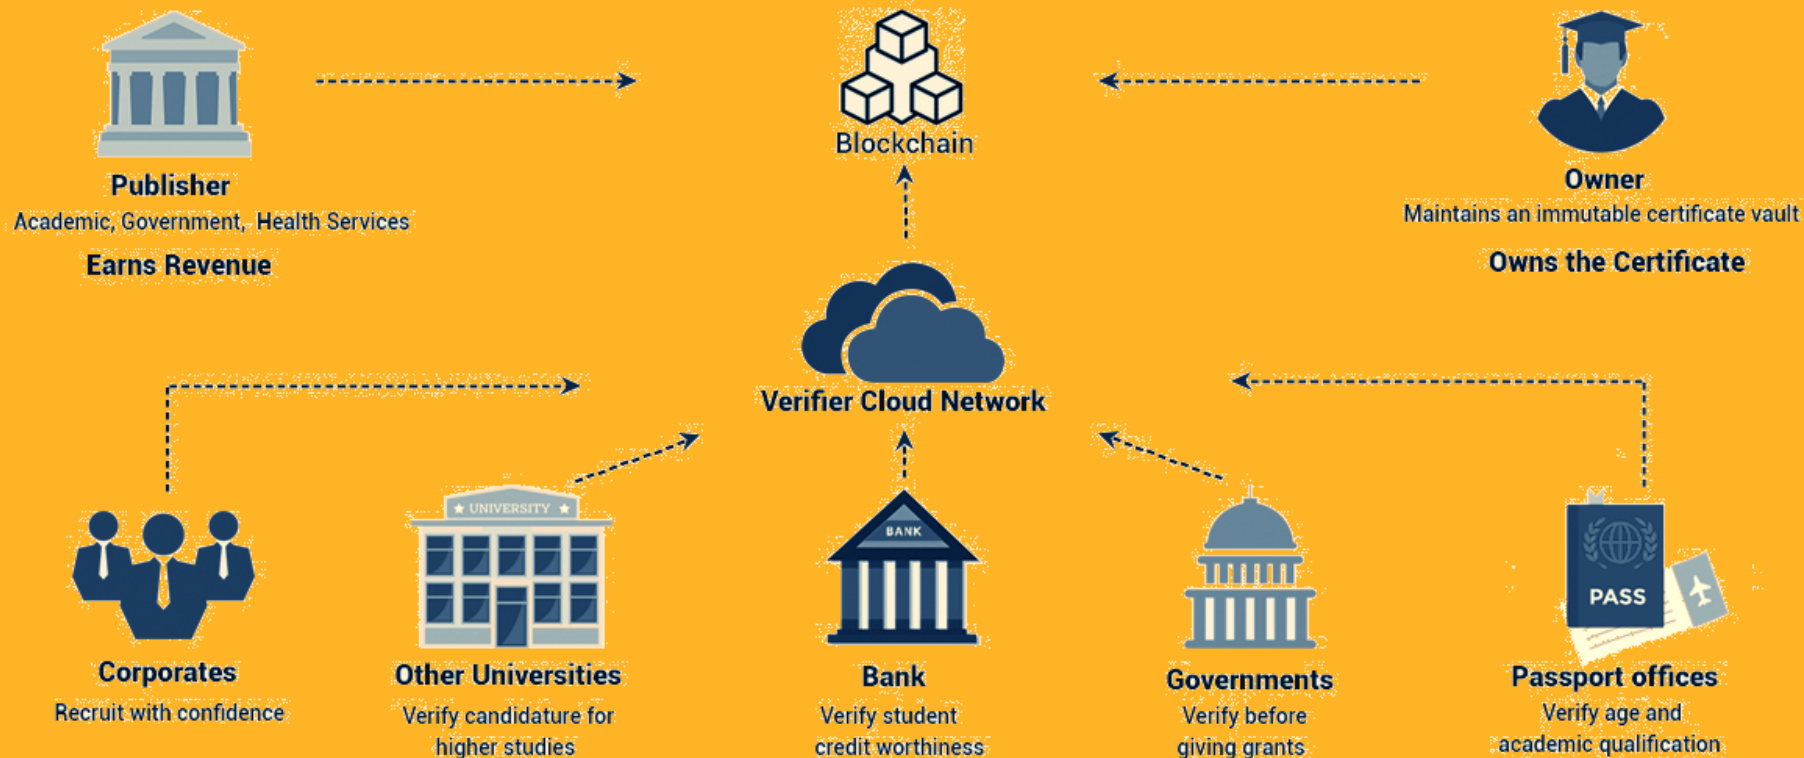 Blockchain
Publisher
Academic, Government, Health Services
Earns Revenue
Owner
Maintains an immutable certificate vault
Owns the Certificate
Verifier Cloud Network
UNIVERSITY
BANK
PASS
Corporates
Recruit with confidence
Other Universities
Verify candidature for
higher studies
Bank
Verify student
credit worthiness
Governments
Verify before
giving grants
Passport offices
Verify age and
academic qualification